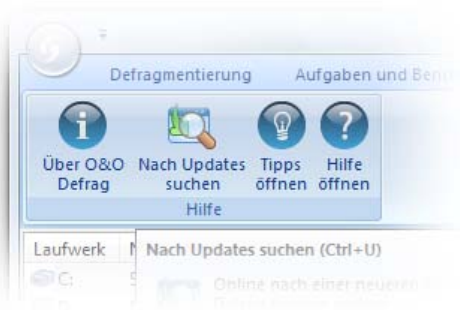 Defragmentierung Aufgaben und
Über O&O Defrag
Nach Updates suchen
Tipps öffnen
Hilfe öffnen
Hilfe
Laufwerk
Nach Updates suchen (Ctrl+U)
C:
Online nach einer neueren